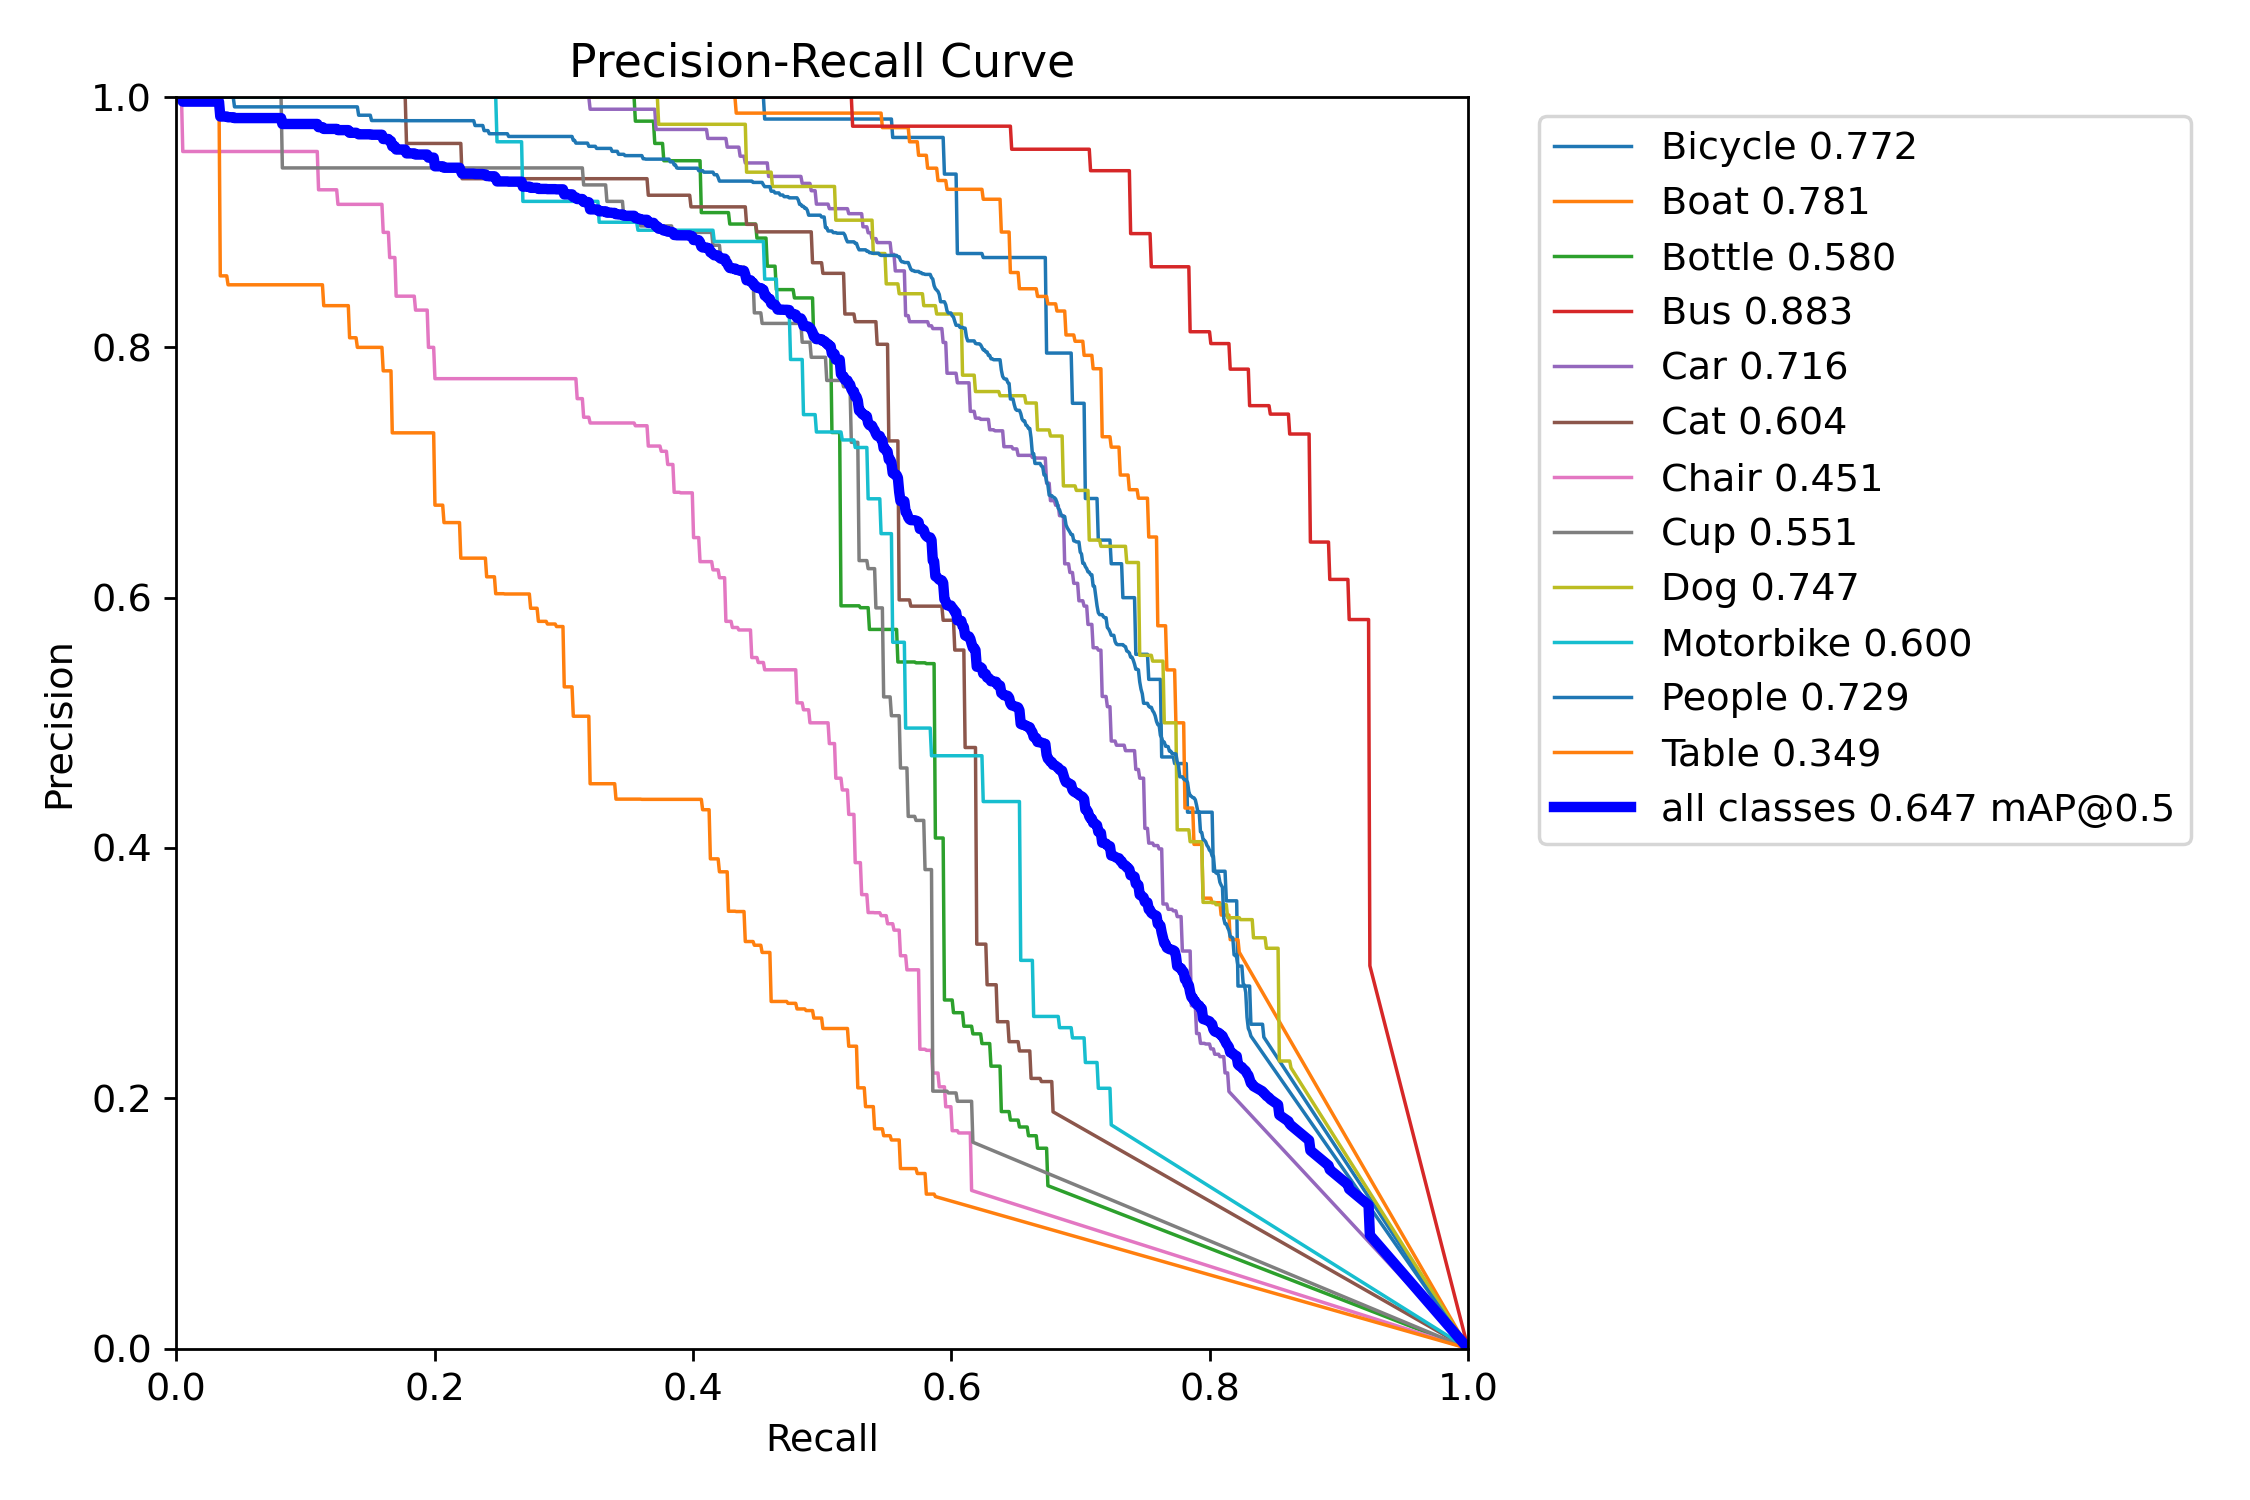 Precision-Recall Curve
1.0
0.8
0.6
0.4
0.2
0.0
Precision
0.0 0.2 0.4 0.6 0.8 1.0
Recall
Bicycle 0.772
Boat 0.781
Bottle 0.580
Bus 0.883
Car 0.716
Cat 0.604
Chair 0.451
Cup 0.551
Dog 0.747
Motorbike 0.600
People 0.729
Table 0.349
all classes 0.647 mAP@0.5